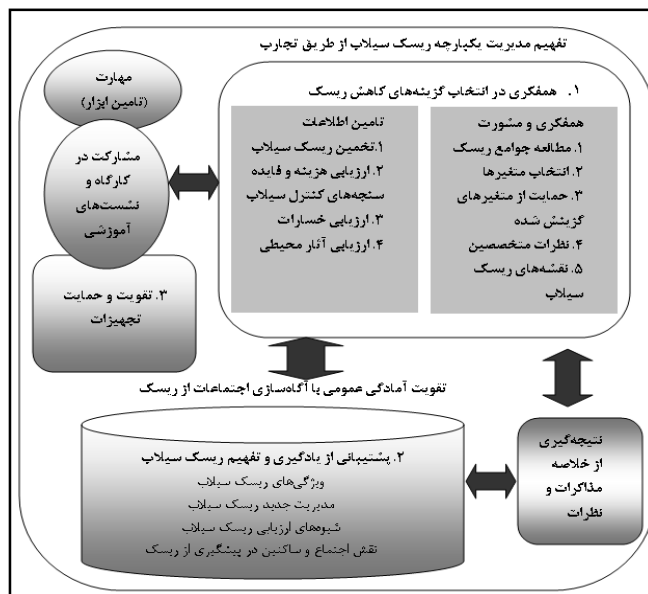 تفهیم مدیریت یکپارچه ریسک سیلاب از طریق تجارب
۱. همفکری در انتخاب گزینه‌های کاهش ریسک
همفکری و مشورت
۱. مطالعه جوامع ریسک
۲. انتخاب متغیرها
۳. حمایت از متغیرهای
گزینش شده
۴. نظرات متخصصین
۵. نقشه‌های ریسک
سیلاب
تامین اطلاعات
۱.تخمین ریسک سیلاب
۲. ارزیابی هزینه و فایده
سنجه‌های کنترل سیلاب
۳. ارزیابی خسارات
۴. ارزیابی آثار محیطی
مهارت
(تامین ابزار)
مشارکت در
کارگاه و
نشست‌های
آموزشی
۳. تقویت و حمایت
تجهیزات
تقویت آمادگی عمومی با آگاه‌سازی اجتماعات از ریسک
۲. پشتیبانی از یادگیری و تفهیم ریسک سیلاب
ویژگی‌های ریسک سیلاب
مدیریت جدید ریسک سیلاب
شیوه‌های ارزیابی ریسک سیلاب
نقش اجتماع و ساکنین در پیشگیری از ریسک
نتیجه‌گیری
از خلاصه
مذاکرات و
نظرات